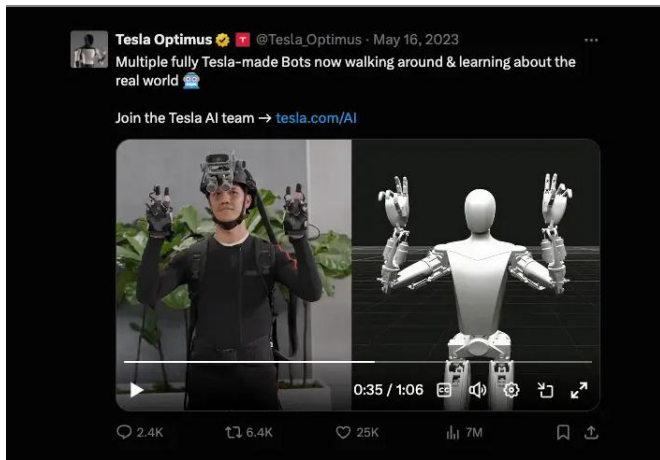 Tesla Optimus @Tesla_Optimus · May 16, 2023
Multiple fully Tesla-made Bots now walking around & learning about the
real world 🤖
Join the Tesla AI team → tesla.com/AI
0:35 / 1:06 CC
2.4K 6.4K 25K 7M